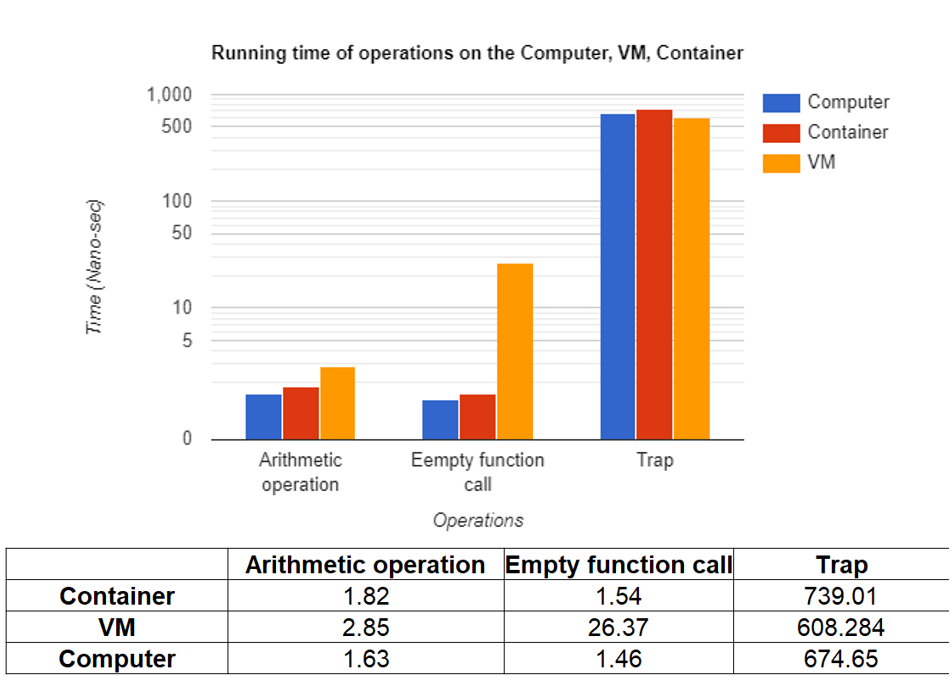 Running time of operations on the Computer, VM, Container
1,000
500
100
50
10
5
0
Time (Nano-sec)
Computer
Container
VM
Arithmetic
operation
Eempty function
call
Trap
Operations
Arithmetic operation Empty function call Trap
Container 1.82 1.54 739.01
VM 2.85 26.37 608.284
Computer 1.63 1.46 674.65